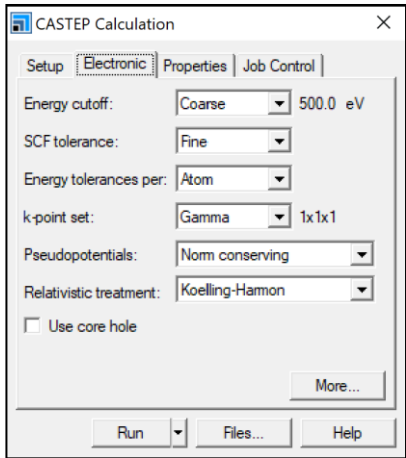 CASTEP Calculation
Setup Electronic Properties Job Control
Energy cutoff: Coarse 500.0 eV
SCF tolerance: Fine
Energy tolerances per: Atom
k-point set: Gamma 1x1x1
Pseudopotentials: Norm conserving
Relativistic treatment: Koelling-Harmon
Use core hole
More...
Run Files... Help